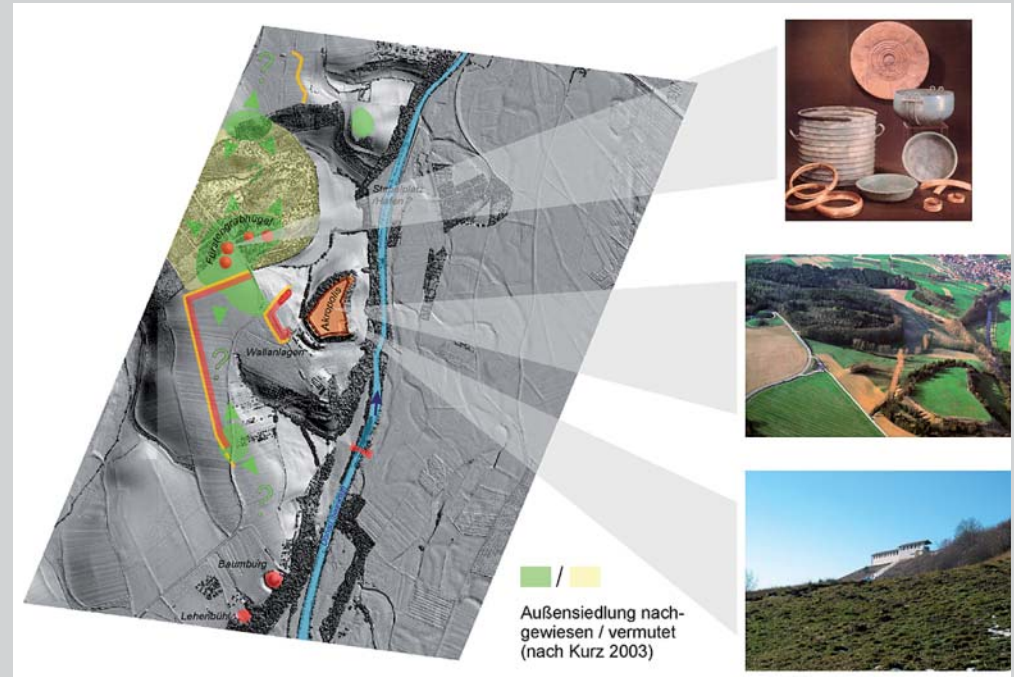 ?
Stapelplatz
/Hafen ?
Fürstengrabhügel
Akropolis
Wallanlagen
?
?
Baumburg
Lehenbühl
/
Außensiedlung nach-
gewiesen / vermutet
(nach Kurz 2003)